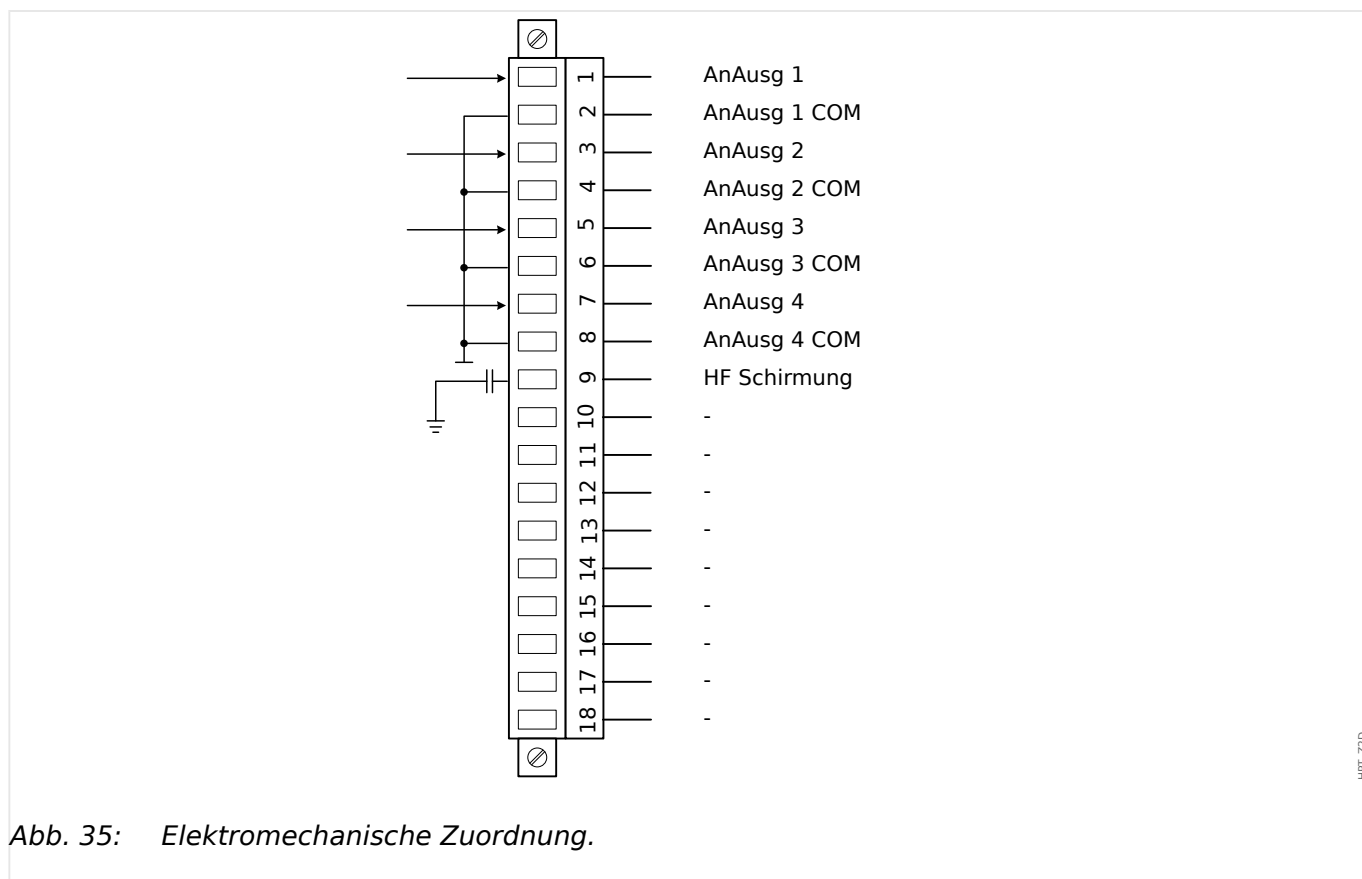 1 AnAusg 1
2 AnAusg 1 COM
3 AnAusg 2
4 AnAusg 2 COM
5 AnAusg 3
6 AnAusg 3 COM
7 AnAusg 4
8 AnAusg 4 COM
9 HF Schirmung
10 -
11 -
12 -
13 -
14 -
15 -
16 -
17 -
18 -
Abb. 35: Elektromechanische Zuordnung.